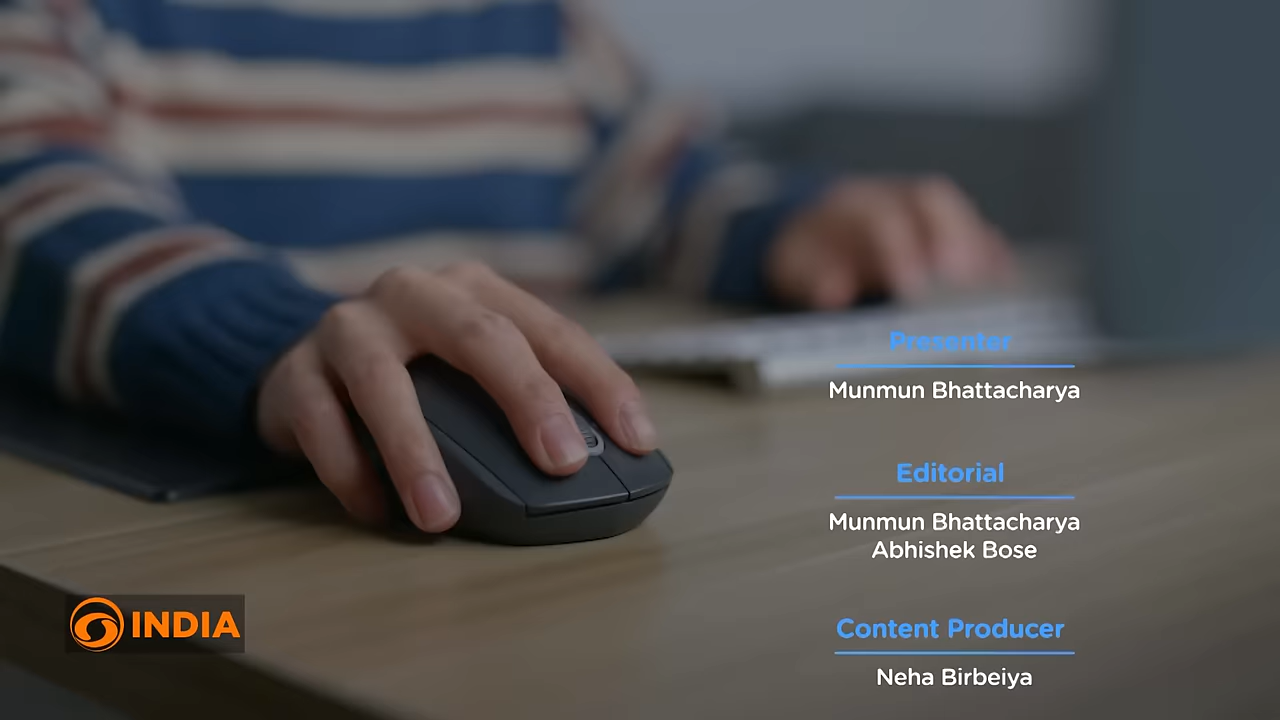 Presenter
Munmun Bhattacharya
Editorial
Munmun Bhattacharya
Abhishek Bose
Content Producer
Neha Birbeiya
INDIA